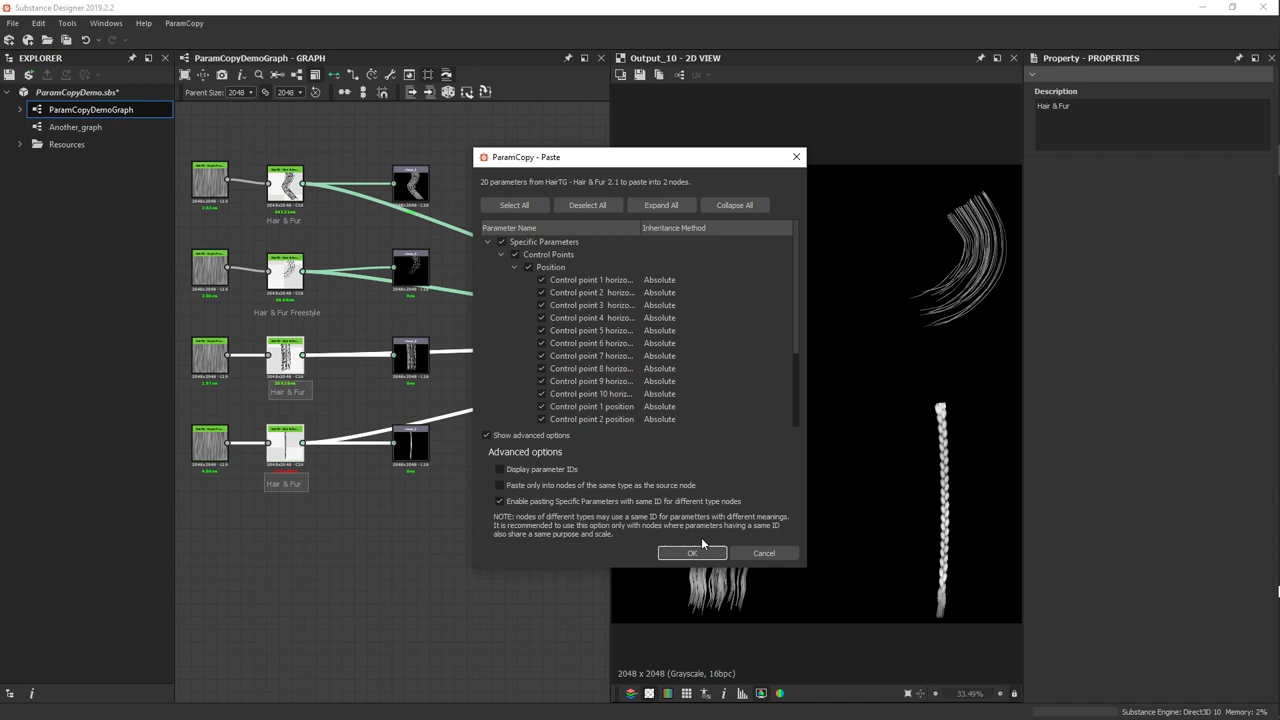 Substance Designer 2019.2.2
File Edit Tools Windows Help ParamCopy
EXPLORER
ParamCopyDemo.sbs*
ParamCopyDemoGraph
Another_graph
Resources
ParamCopyDemoGraph - GRAPH
Parent Size: 2048 2048
Hair & Fur
Hair & Fur Freestyle
Hair & Fur
Hair & Fur
Output_10 - 2D VIEW
UV
2048 x 2048 (Grayscale, 16bpc)
33.49%
Property - PROPERTIES
Description
Hair & Fur
ParamCopy - Paste
20 parameters from HairTG - Hair & Fur 2.1 to paste into 2 nodes.
Select All Deselect All Expand All Collapse All
Parameter Name Inheritance Method
Specific Parameters
Control Points
Position
Control point 1 horizo... Absolute
Control point 2 horizo... Absolute
Control point 3 horizo... Absolute
Control point 4 horizo... Absolute
Control point 5 horizo... Absolute
Control point 6 horizo... Absolute
Control point 7 horizo... Absolute
Control point 8 horizo... Absolute
Control point 9 horizo... Absolute
Control point 10 horiz... Absolute
Control point 1 position Absolute
Control point 2 position Absolute
Show advanced options
Advanced options
Display parameter IDs
Paste only into nodes of the same type as the source node
Enable pasting Specific Parameters with same ID for different type nodes
NOTE: nodes of different types may use a same ID for parametters with different meanings.
It is recommended to use this option only with nodes where parameters having a same ID
also share a same purpose and scale.
OK Cancel
Substance Engine: Direct3D 10 Memory: 2%